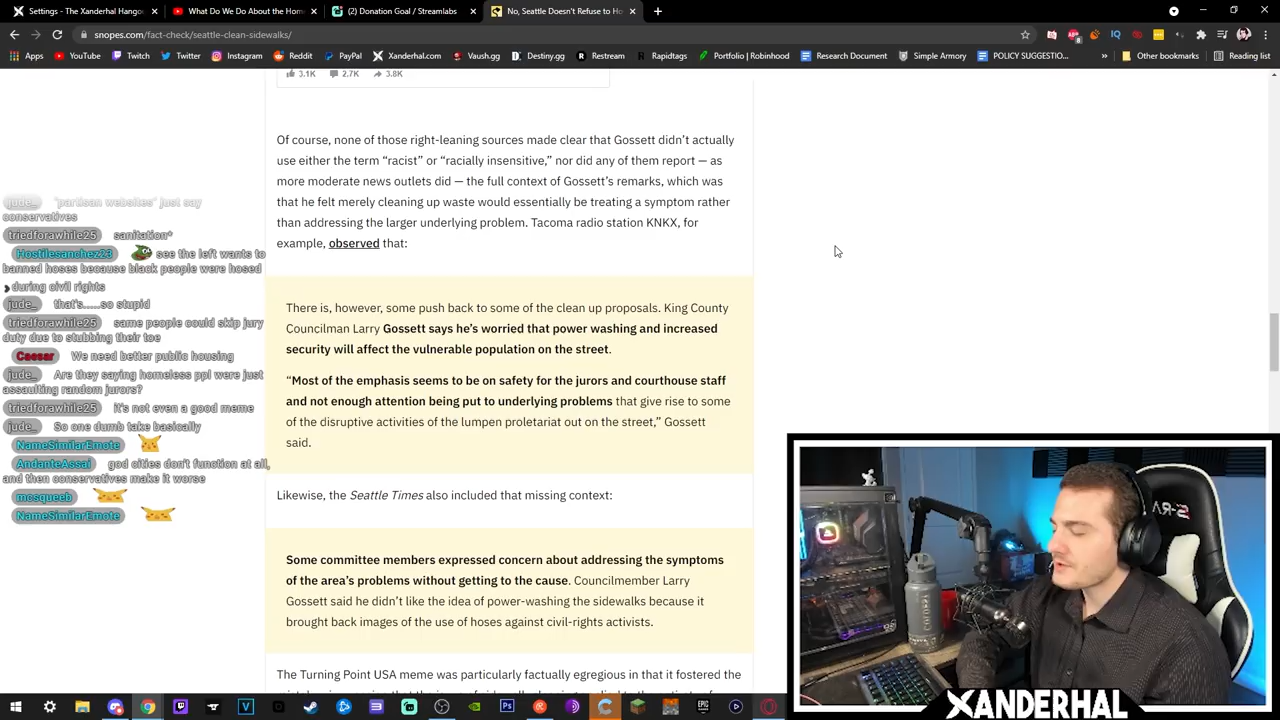 Settings - The Xanderhal Hango
What Do We Do About the Hom
(2) Donation Goal / Streamlabs
No, Seattle Doesn't Refuse to Ho
snopes.com/fact-check/seattle-clean-sidewalks/
Apps YouTube Twitch Twitter Instagram Reddit PayPal Xanderhal.com Vaush.gg Destiny.gg Restream Rapidtags Portfolio | Robinhood Research Document Simple Armory POLICY SUGGESTIO... Other bookmarks Reading list
3.1K 2.7K 3.8K
Of course, none of those right-leaning sources made clear that Gossett didn't actually
use either the term “racist” or “racially insensitive,” nor did any of them report — as
more moderate news outlets did — the full context of Gossett's remarks, which was
that he felt merely cleaning up waste would essentially be treating a symptom rather
than addressing the larger underlying problem. Tacoma radio station KNKX, for
example, observed that:
There is, however, some push back to some of the clean up proposals. King County
Councilman Larry Gossett says he's worried that power washing and increased
security will affect the vulnerable population on the street.
“Most of the emphasis seems to be on safety for the jurors and courthouse staff
and not enough attention being put to underlying problems that give rise to some
of the disruptive activities of the lumpen proletariat out on the street,” Gossett
said.
Likewise, the Seattle Times also included that missing context:
Some committee members expressed concern about addressing the symptoms
of the area's problems without getting to the cause. Councilmember Larry
Gossett said he didn't like the idea of power-washing the sidewalks because it
brought back images of the use of hoses against civil-rights activists.
The Turning Point USA meme was particularly factually egregious in that it fostered the
jude_ "partisan websites" just say
conservatives
triedforawhile25 sanitation*
Hostilesanchez23 see the left wants to
banned hoses because black people were hosed
during civil rights
jude_ that's.....so stupid
triedforawhile25 same people could skip jury
duty due to stubbing their toe
Caesar We need better public housing
jude_ Are they saying homeless ppl were just
assaulting random jurors?
triedforawhile25 it's not even a good meme
jude_ So one dumb take basically
NameSimilarEmote
AndanteAssai god cities don't function at all,
and then conservatives make it worse
mcsqueeb
NameSimilarEmote
XANDERHAL